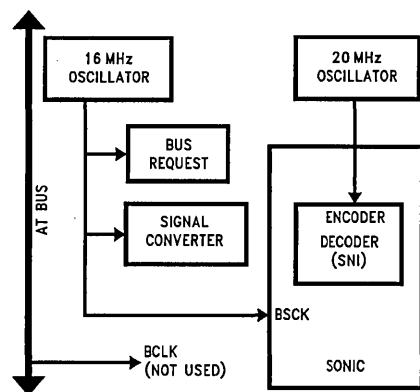 16 MHz
OSCILLATOR
20 MHz
OSCILLATOR
BUS
REQUEST
SIGNAL
CONVERTER
ENCODER
DECODER
(SNI)
AT BUS
BSCK
BCLK
(NOT USED)
SONIC